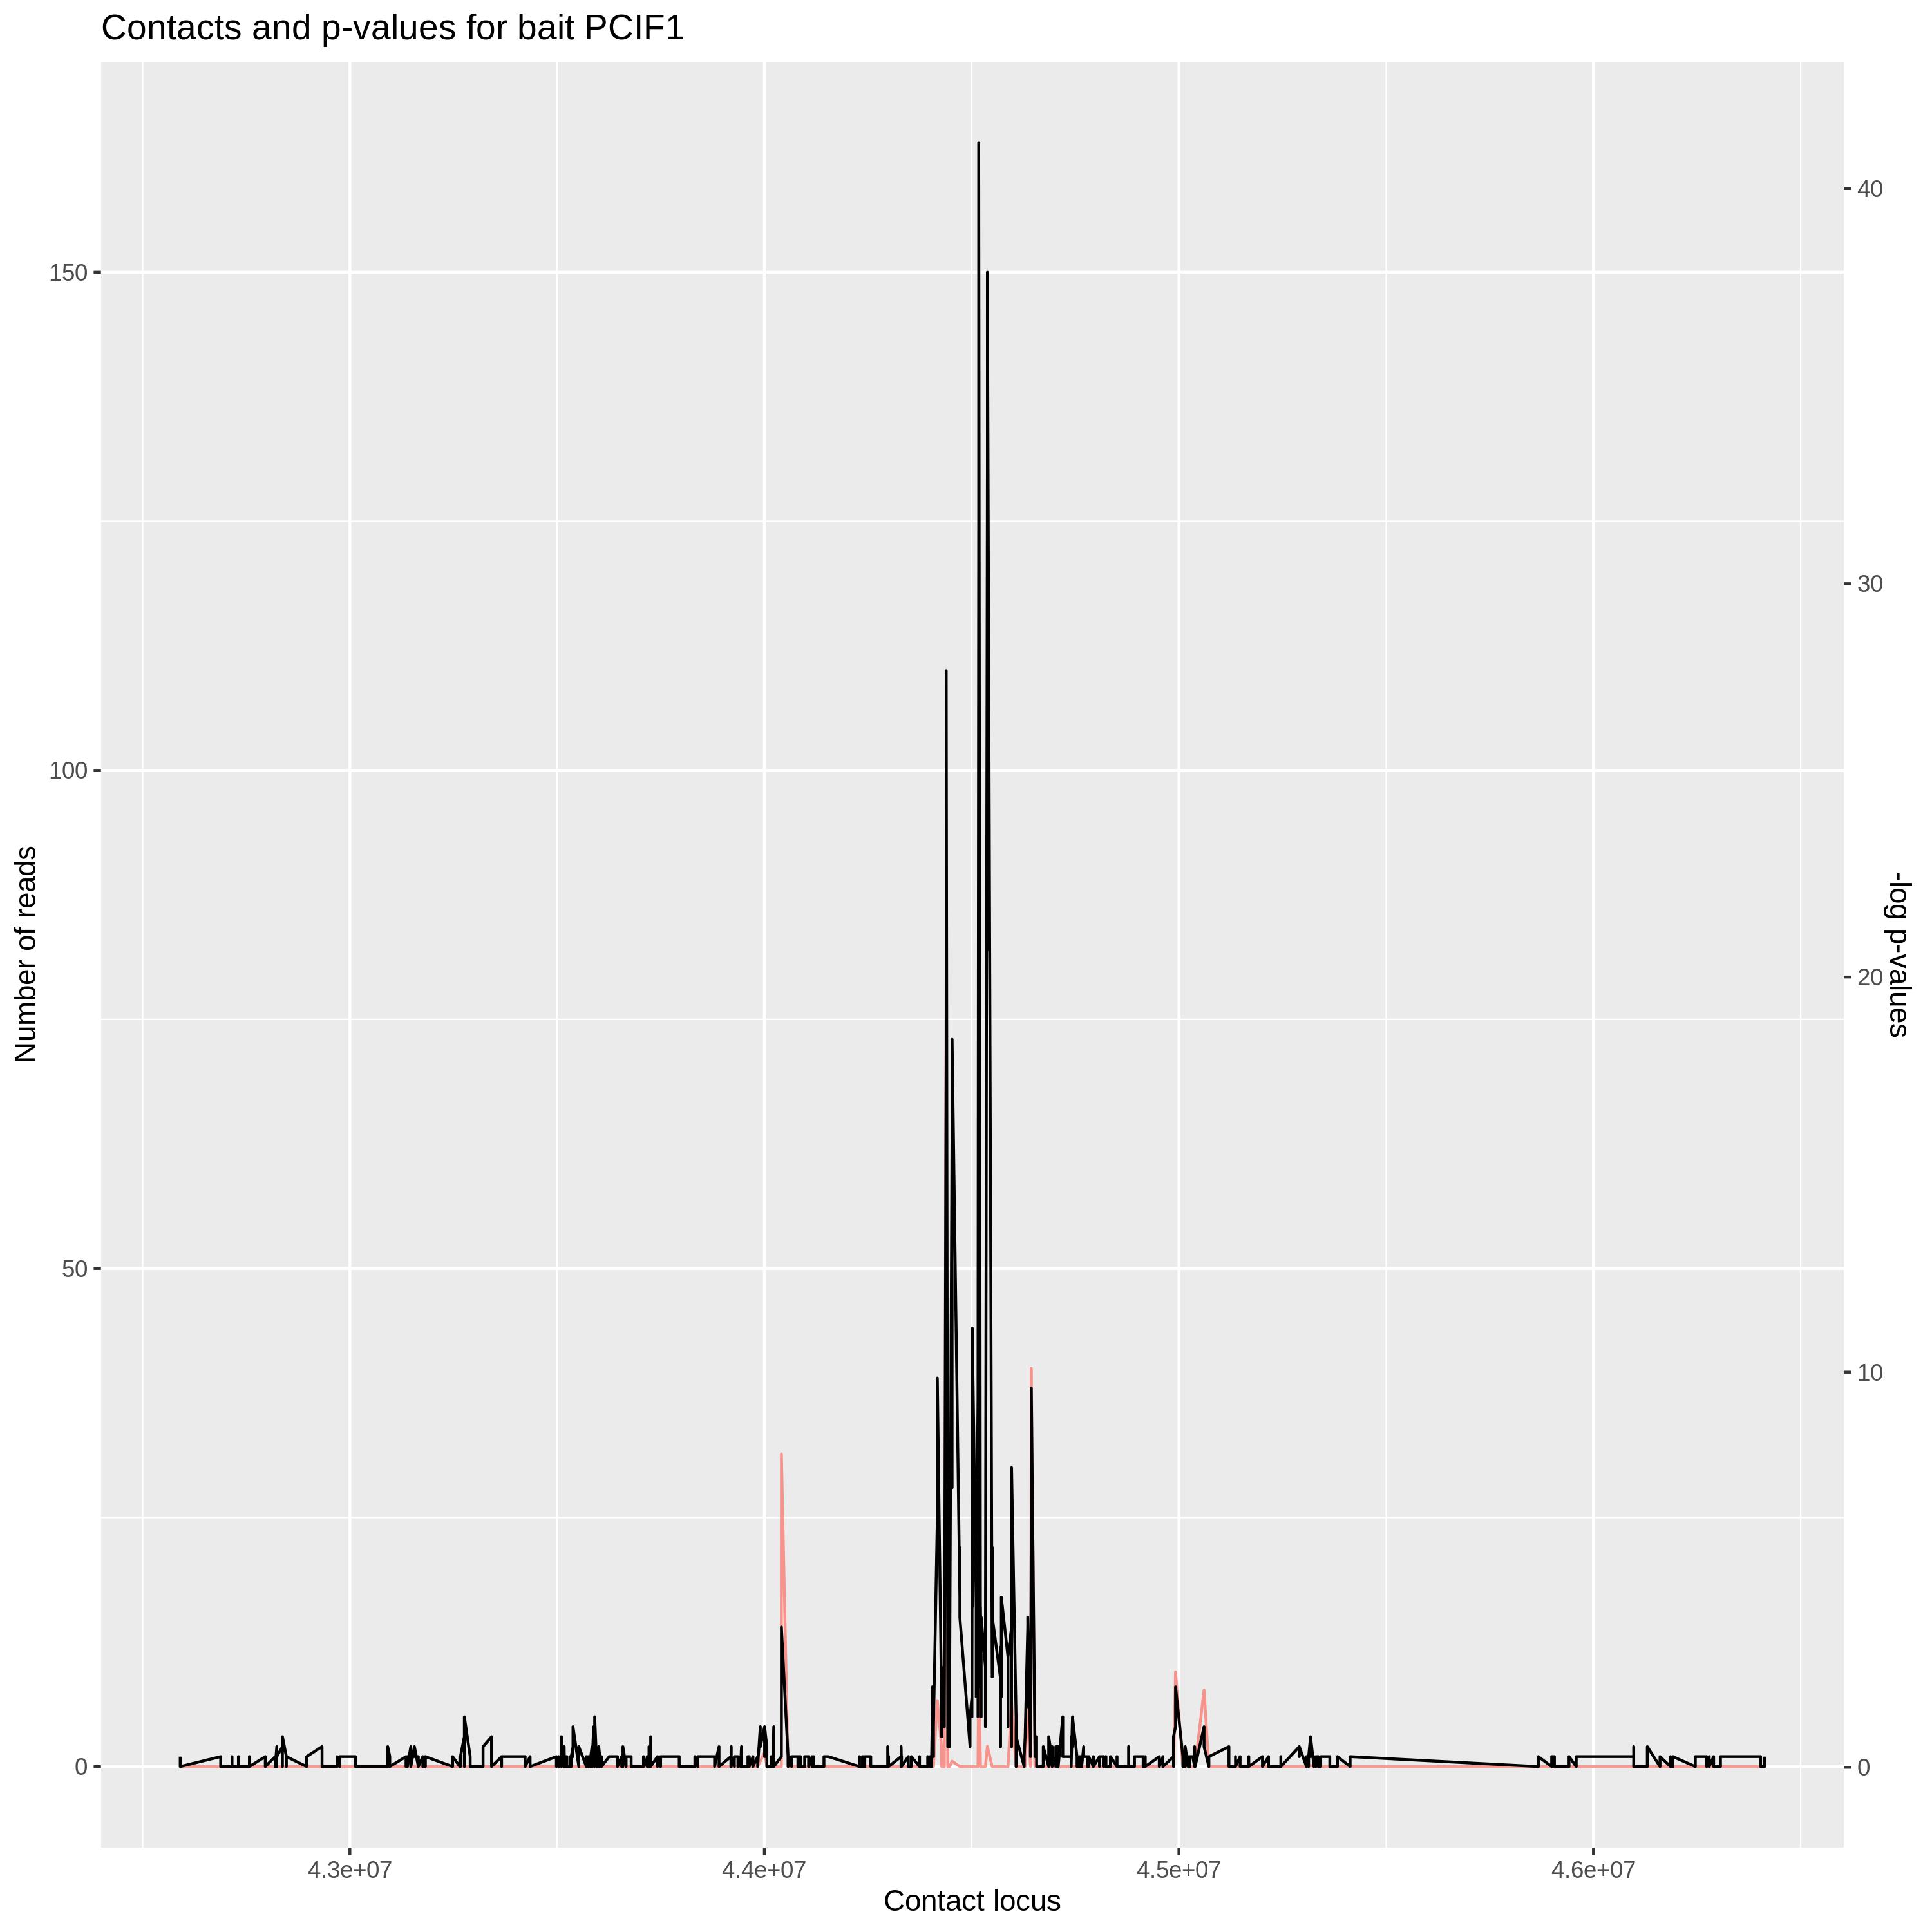 Contacts and p-values for bait PCIF1
40
150
30
100
Number of reads
-log p-values
20
50
10
0
0
4.3e+07
4.4e+07
4.5e+07
4.6e+07
Contact locus